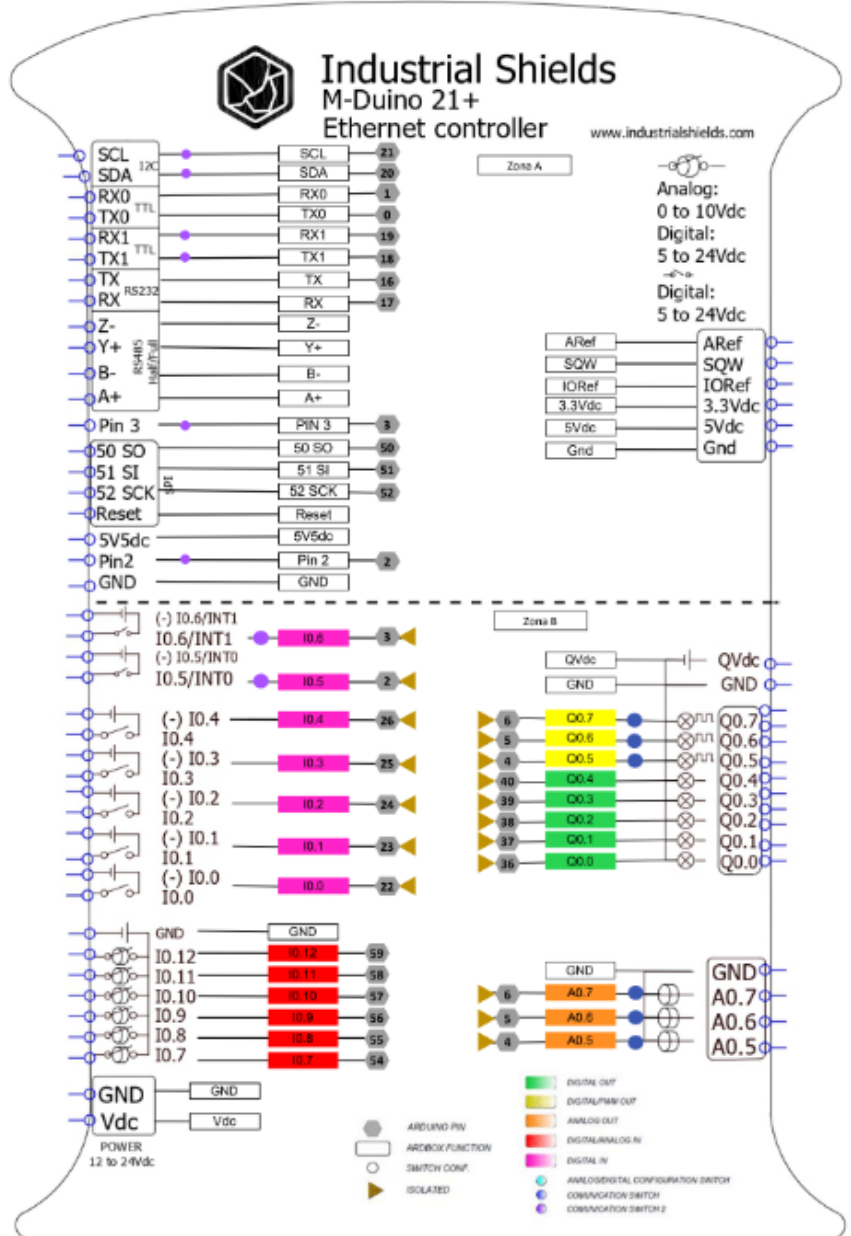 Industrial Shields
M-Duino 21+
Ethernet controller
www.industrialshields.com
Zona A
Analog:
0 to 10Vdc
Digital:
5 to 24Vdc
Digital:
5 to 24Vdc
SCL I2C SCL 21
SDA SDA 20
RX0 TTL RX0 1
TX0 TX0 0
RX1 TTL RX1 19
TX1 TX1 18
TX RS232 TX 16
RX RX 17
Z- RS485 Half/Full Z-
Y+ Y+
B- B-
A+ A+
Pin 3 PIN 3 3
50 SO SPI 50 SO 50
51 SI 51 SI 51
52 SCK 52 SCK 52
Reset Reset
5V5dc 5V5dc
Pin2 Pin 2 2
GND GND
ARef ARef
SQW SQW
IORef IORef
3.3Vdc 3.3Vdc
5Vdc 5Vdc
Gnd Gnd
Zona B
(-) I0.6/INT1
I0.6/INT1 I0.6 3
(-) I0.5/INT0
I0.5/INT0 I0.5 2
(-) I0.4 I0.4 26
I0.4
(-) I0.3 I0.3 25
I0.3
(-) I0.2 I0.2 24
I0.2
(-) I0.1 I0.1 23
I0.1
(-) I0.0 I0.0 22
I0.0
QVdc QVdc
GND GND
6 Q0.7 Q0.7
5 Q0.6 Q0.6
4 Q0.5 Q0.5
40 Q0.4 Q0.4
39 Q0.3 Q0.3
38 Q0.2 Q0.2
37 Q0.1 Q0.1
36 Q0.0 Q0.0
GND GND
I0.12 I0.12 59
I0.11 I0.11 58
I0.10 I0.10 57
I0.9 I0.9 56
I0.8 I0.8 55
I0.7 I0.7 54
GND GND
6 A0.7 A0.7
5 A0.6 A0.6
4 A0.5 A0.5
GND GND
Vdc Vdc
POWER
12 to 24Vdc
ARDUINO PIN
ARDBOX FUNCTION
SWITCH CONF.
ISOLATED
DIGITAL OUT
DIGITAL/PWM OUT
ANALOG OUT
DIGITAL/ANALOG IN
DIGITAL IN
ANALOG/DIGITAL CONFIGURATION SWITCH
COMUNICATION SWITCH
COMUNICATION SWITCH 2